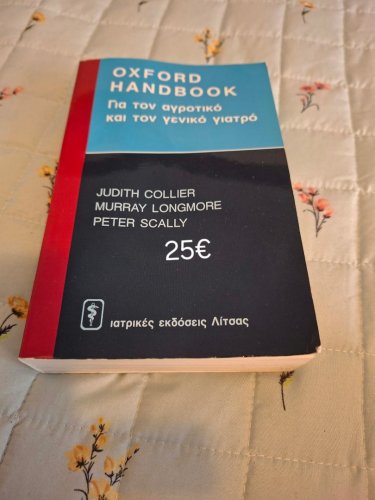 OXFORD
HANDBOOK
Για τον αγροτικό
και τον γενικό γιατρό
JUDITH COLLIER
MURRAY LONGMORE
PETER SCALLY
25€
ιατρικές εκδόσεις Λίτσας